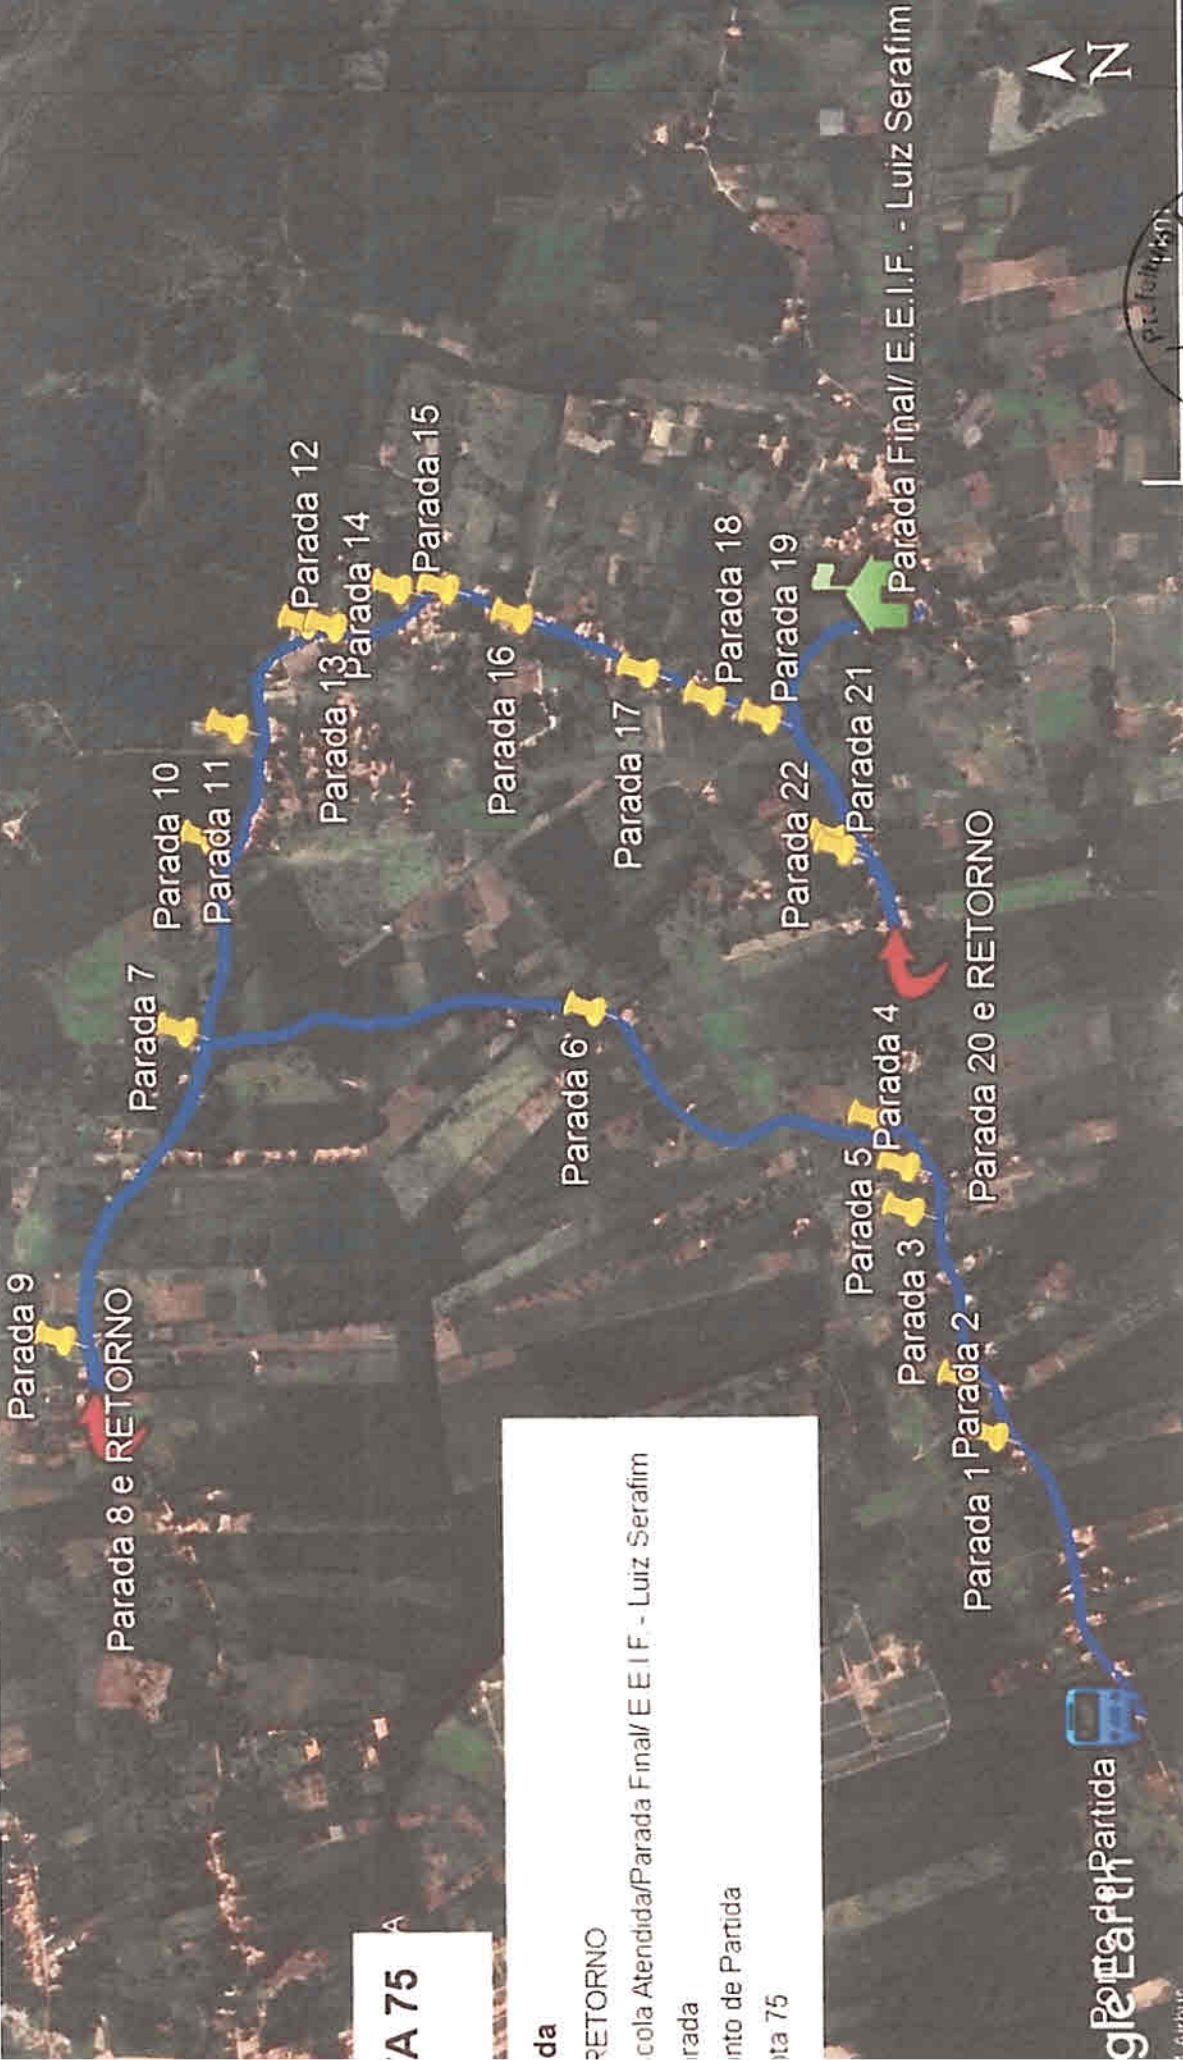 Parada 9
Parada 8 e RETORNO
Parada 7
Parada 10
Parada 11
Parada 12
Parada 13
Parada 14
Parada 15
Parada 16
Parada 17
Parada 18
Parada 19
Parada 22
Parada 21
Parada Final/ E.E.I.F. - Luiz Serafim
Parada 6
Parada 5
Parada 4
Parada 20 e RETORNO
Parada 3
Parada 2
Parada 1
Ponto de Partida
gle Earth
N
TA 75
A
da
RETORNO
cola Atendida/Parada Final/ E E I F - Luiz Serafim
rada
nto de Partida
ota 75